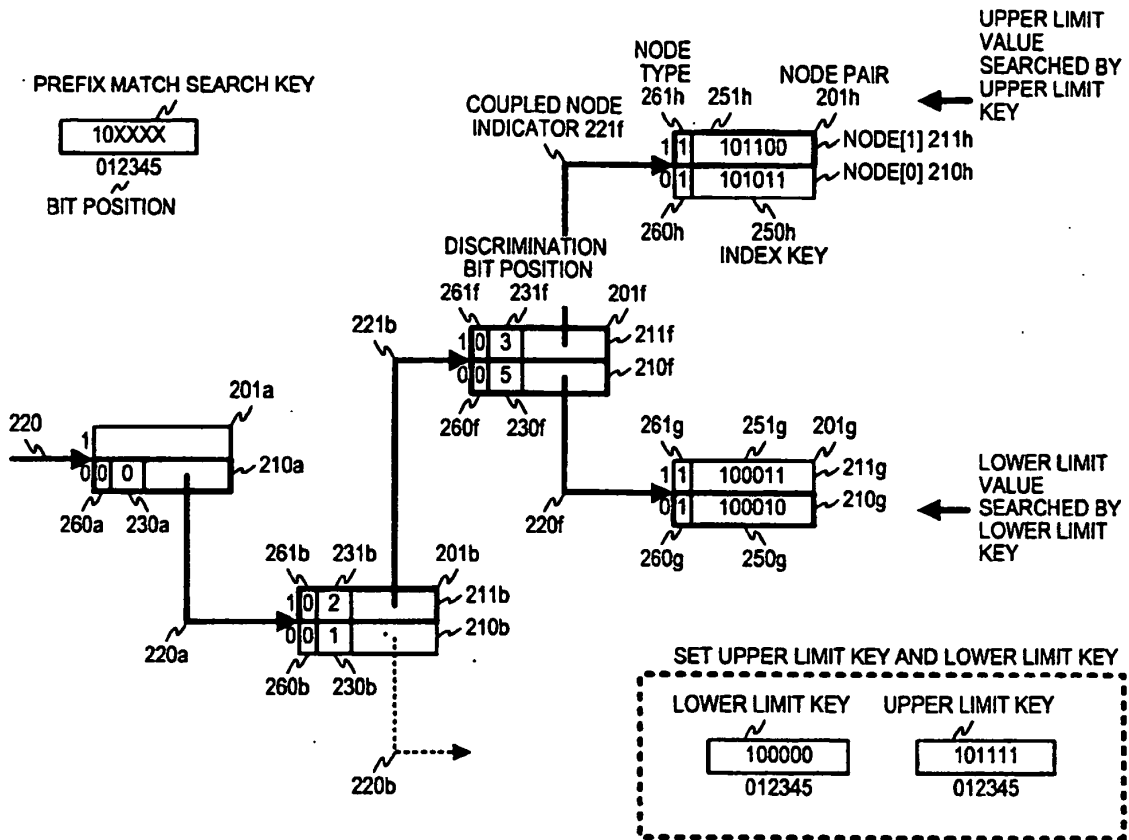 UPPER LIMIT
VALUE
SEARCHED BY
UPPER LIMIT
KEY
NODE
TYPE
NODE PAIR
261h 251h 201h
PREFIX MATCH SEARCH KEY
10XXXX
012345
BIT POSITION
COUPLED NODE
INDICATOR 221f
1 1 101100
NODE[1] 211h
0 1 101011
NODE[0] 210h
260h 250h
INDEX KEY
DISCRIMINATION
BIT POSITION
261f 231f 201f
221b
1 0 3
211f
0 0 5
210f
260f 230f
220
201a
1
0 0 0
210a
260a 230a
261g 251g 201g
1 1 100011
211g
0 1 100010
210g
220f
260g 250g
LOWER LIMIT
VALUE
SEARCHED BY
LOWER LIMIT
KEY
261b 231b 201b
1 0 2
211b
0 0 1
210b
220a
260b 230b
220b
SET UPPER LIMIT KEY AND LOWER LIMIT KEY
LOWER LIMIT KEY UPPER LIMIT KEY
100000 101111
012345 012345